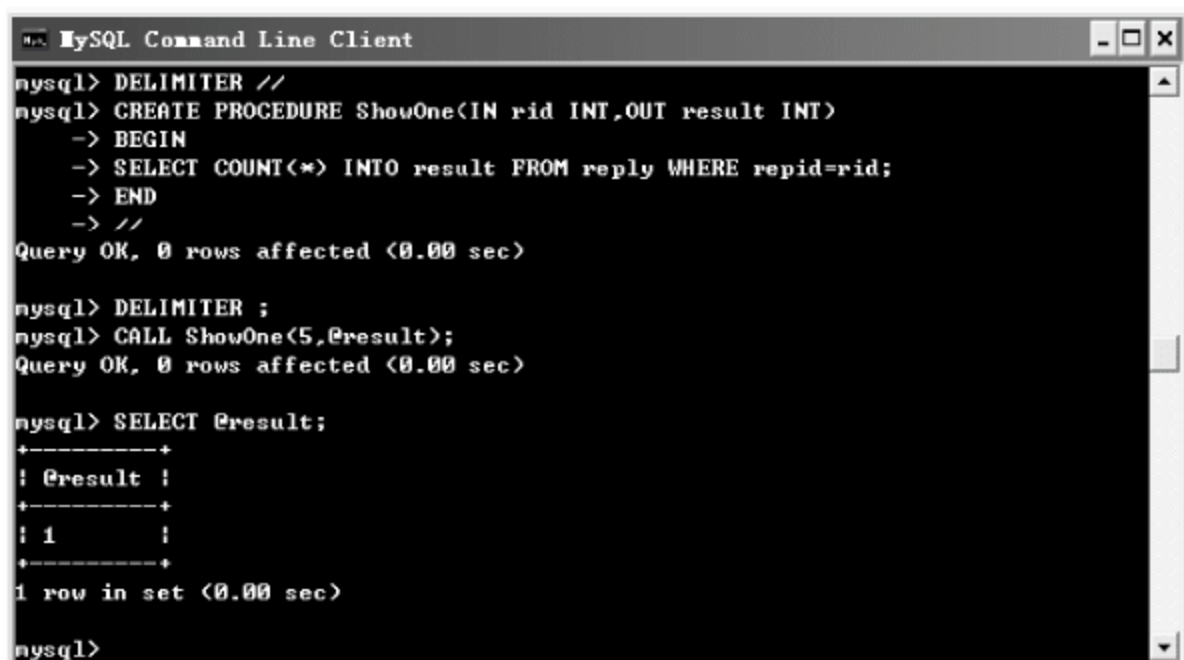 MySQL Command Line Client
mysql> DELIMITER //
mysql> CREATE PROCEDURE ShowOne(IN rid INT,OUT result INT)
    -> BEGIN
    -> SELECT COUNT(*) INTO result FROM reply WHERE repid=rid;
    -> END
    -> //
Query OK, 0 rows affected (0.00 sec)
mysql> DELIMITER ;
mysql> CALL ShowOne(5,@result);
Query OK, 0 rows affected (0.00 sec)
mysql> SELECT @result;
+---------+
| @result |
+---------+
| 1       |
+---------+
1 row in set (0.00 sec)
mysql>